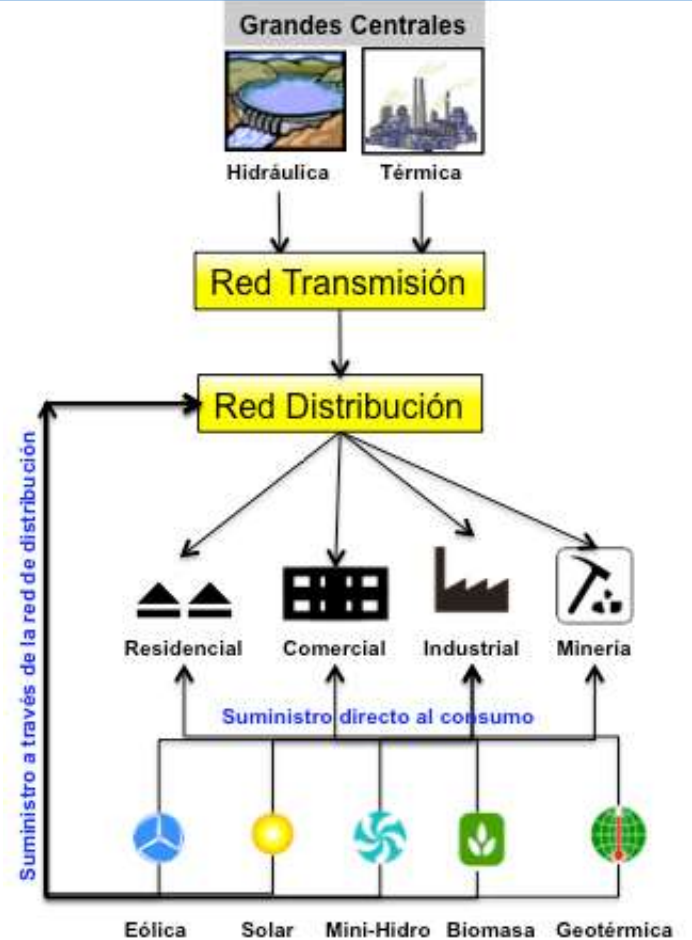 Grandes Centrales
Hidráulica Térmica
Red Transmisión
Red Distribución
Suministro a través de la red de distribución
Residencial Comercial Industrial Minería
Suministro directo al consumo
Eólica Solar Mini-Hidro Biomasa Geotérmica